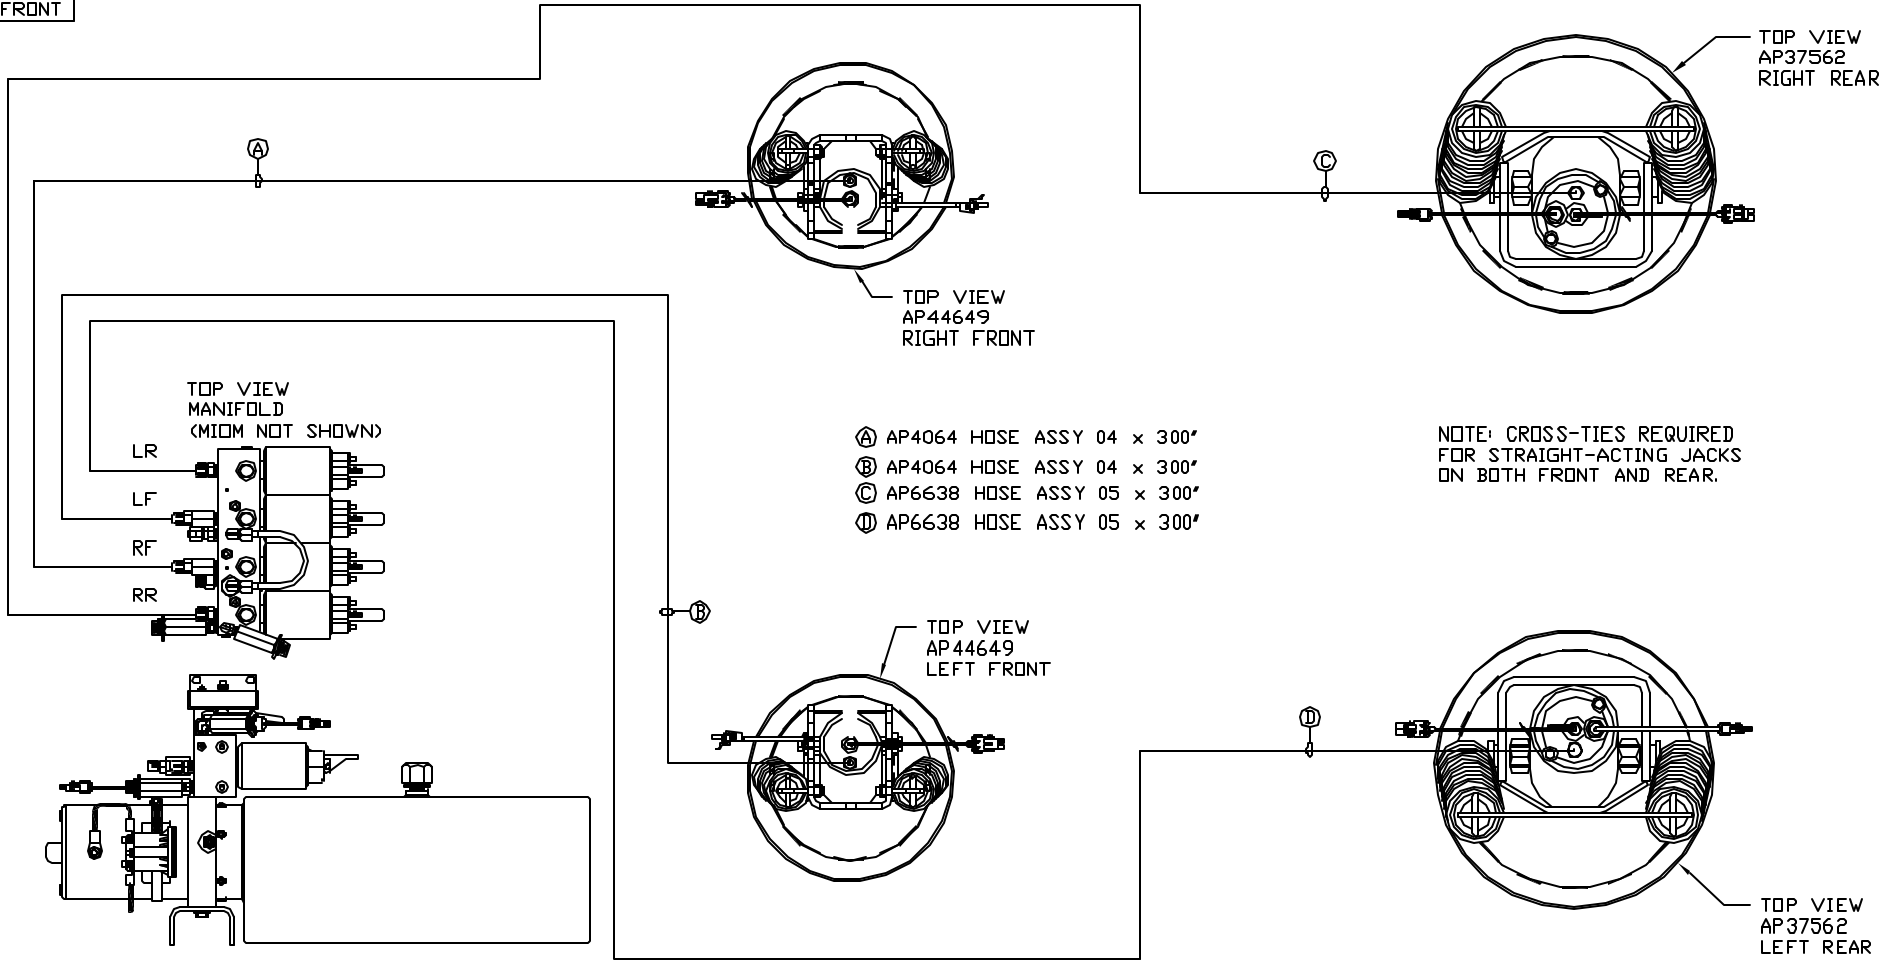 FRONT
TOP VIEW
AP37562
RIGHT REAR
A
C
TOP VIEW
AP44649
RIGHT FRONT
TOP VIEW
MANIFOLD
(MIOM NOT SHOWN)
LR
LF
RF
RR
A AP4064 HOSE ASSY 04 x 300"
B AP4064 HOSE ASSY 04 x 300"
C AP6638 HOSE ASSY 05 x 300"
D AP6638 HOSE ASSY 05 x 300"
NOTE: CROSS-TIES REQUIRED
FOR STRAIGHT-ACTING JACKS
ON BOTH FRONT AND REAR.
B
TOP VIEW
AP44649
LEFT FRONT
D
TOP VIEW
AP37562
LEFT REAR